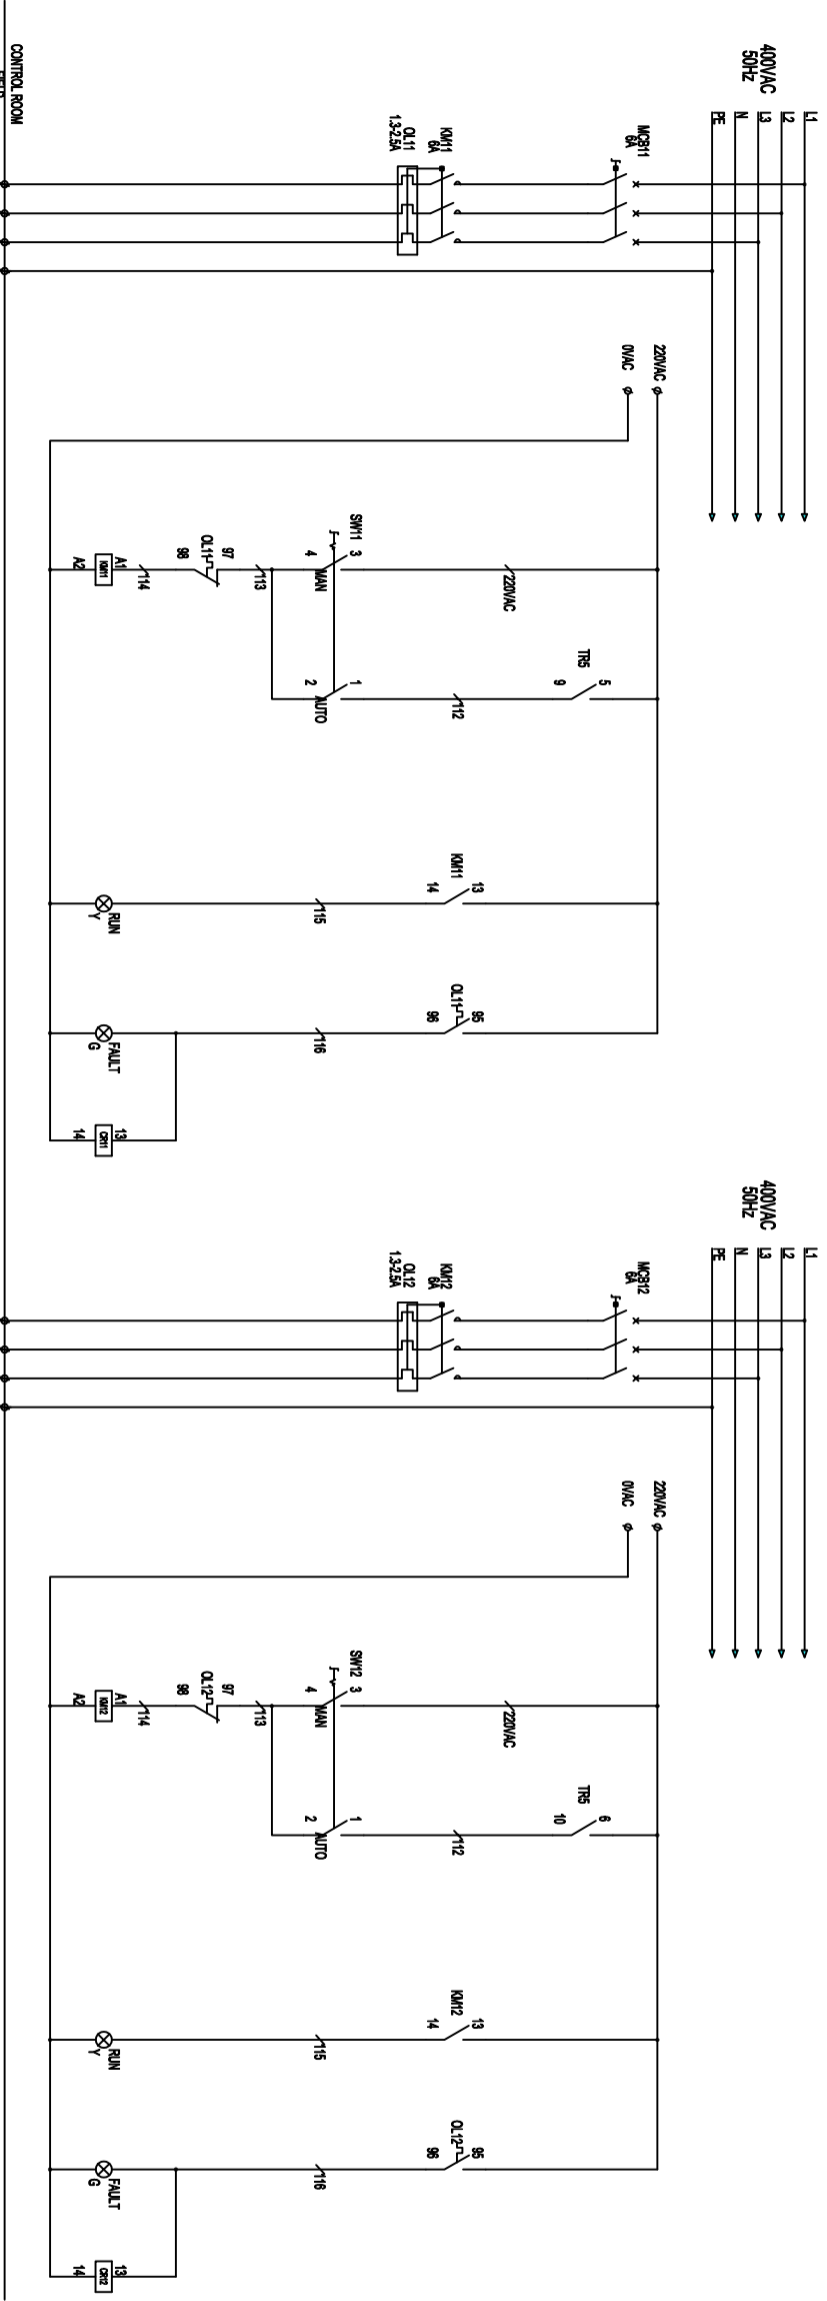 400VAC
50Hz
L1
L2
L3
N
PE
MCB11
6A
KM11
6A
OL11
1.3-2.5A
CONTROL ROOM
220VAC
0VAC
SW11
3
4
MAN
220VAC
TR5
5
9
1
2
AUTO
112
113
OL11
97
98
114
A1
KM11
A2
KM11
13
14
115
RUN
Y
OL11
95
96
116
FAULT
G
13
CR11
14
400VAC
50Hz
L1
L2
L3
N
PE
MCB12
6A
KM12
6A
OL12
1.3-2.5A
220VAC
0VAC
SW12
3
4
MAN
220VAC
TR5
6
10
1
2
AUTO
112
113
OL12
97
98
114
A1
KM12
A2
KM12
13
14
115
RUN
Y
OL12
95
96
116
FAULT
G
13
CR12
14